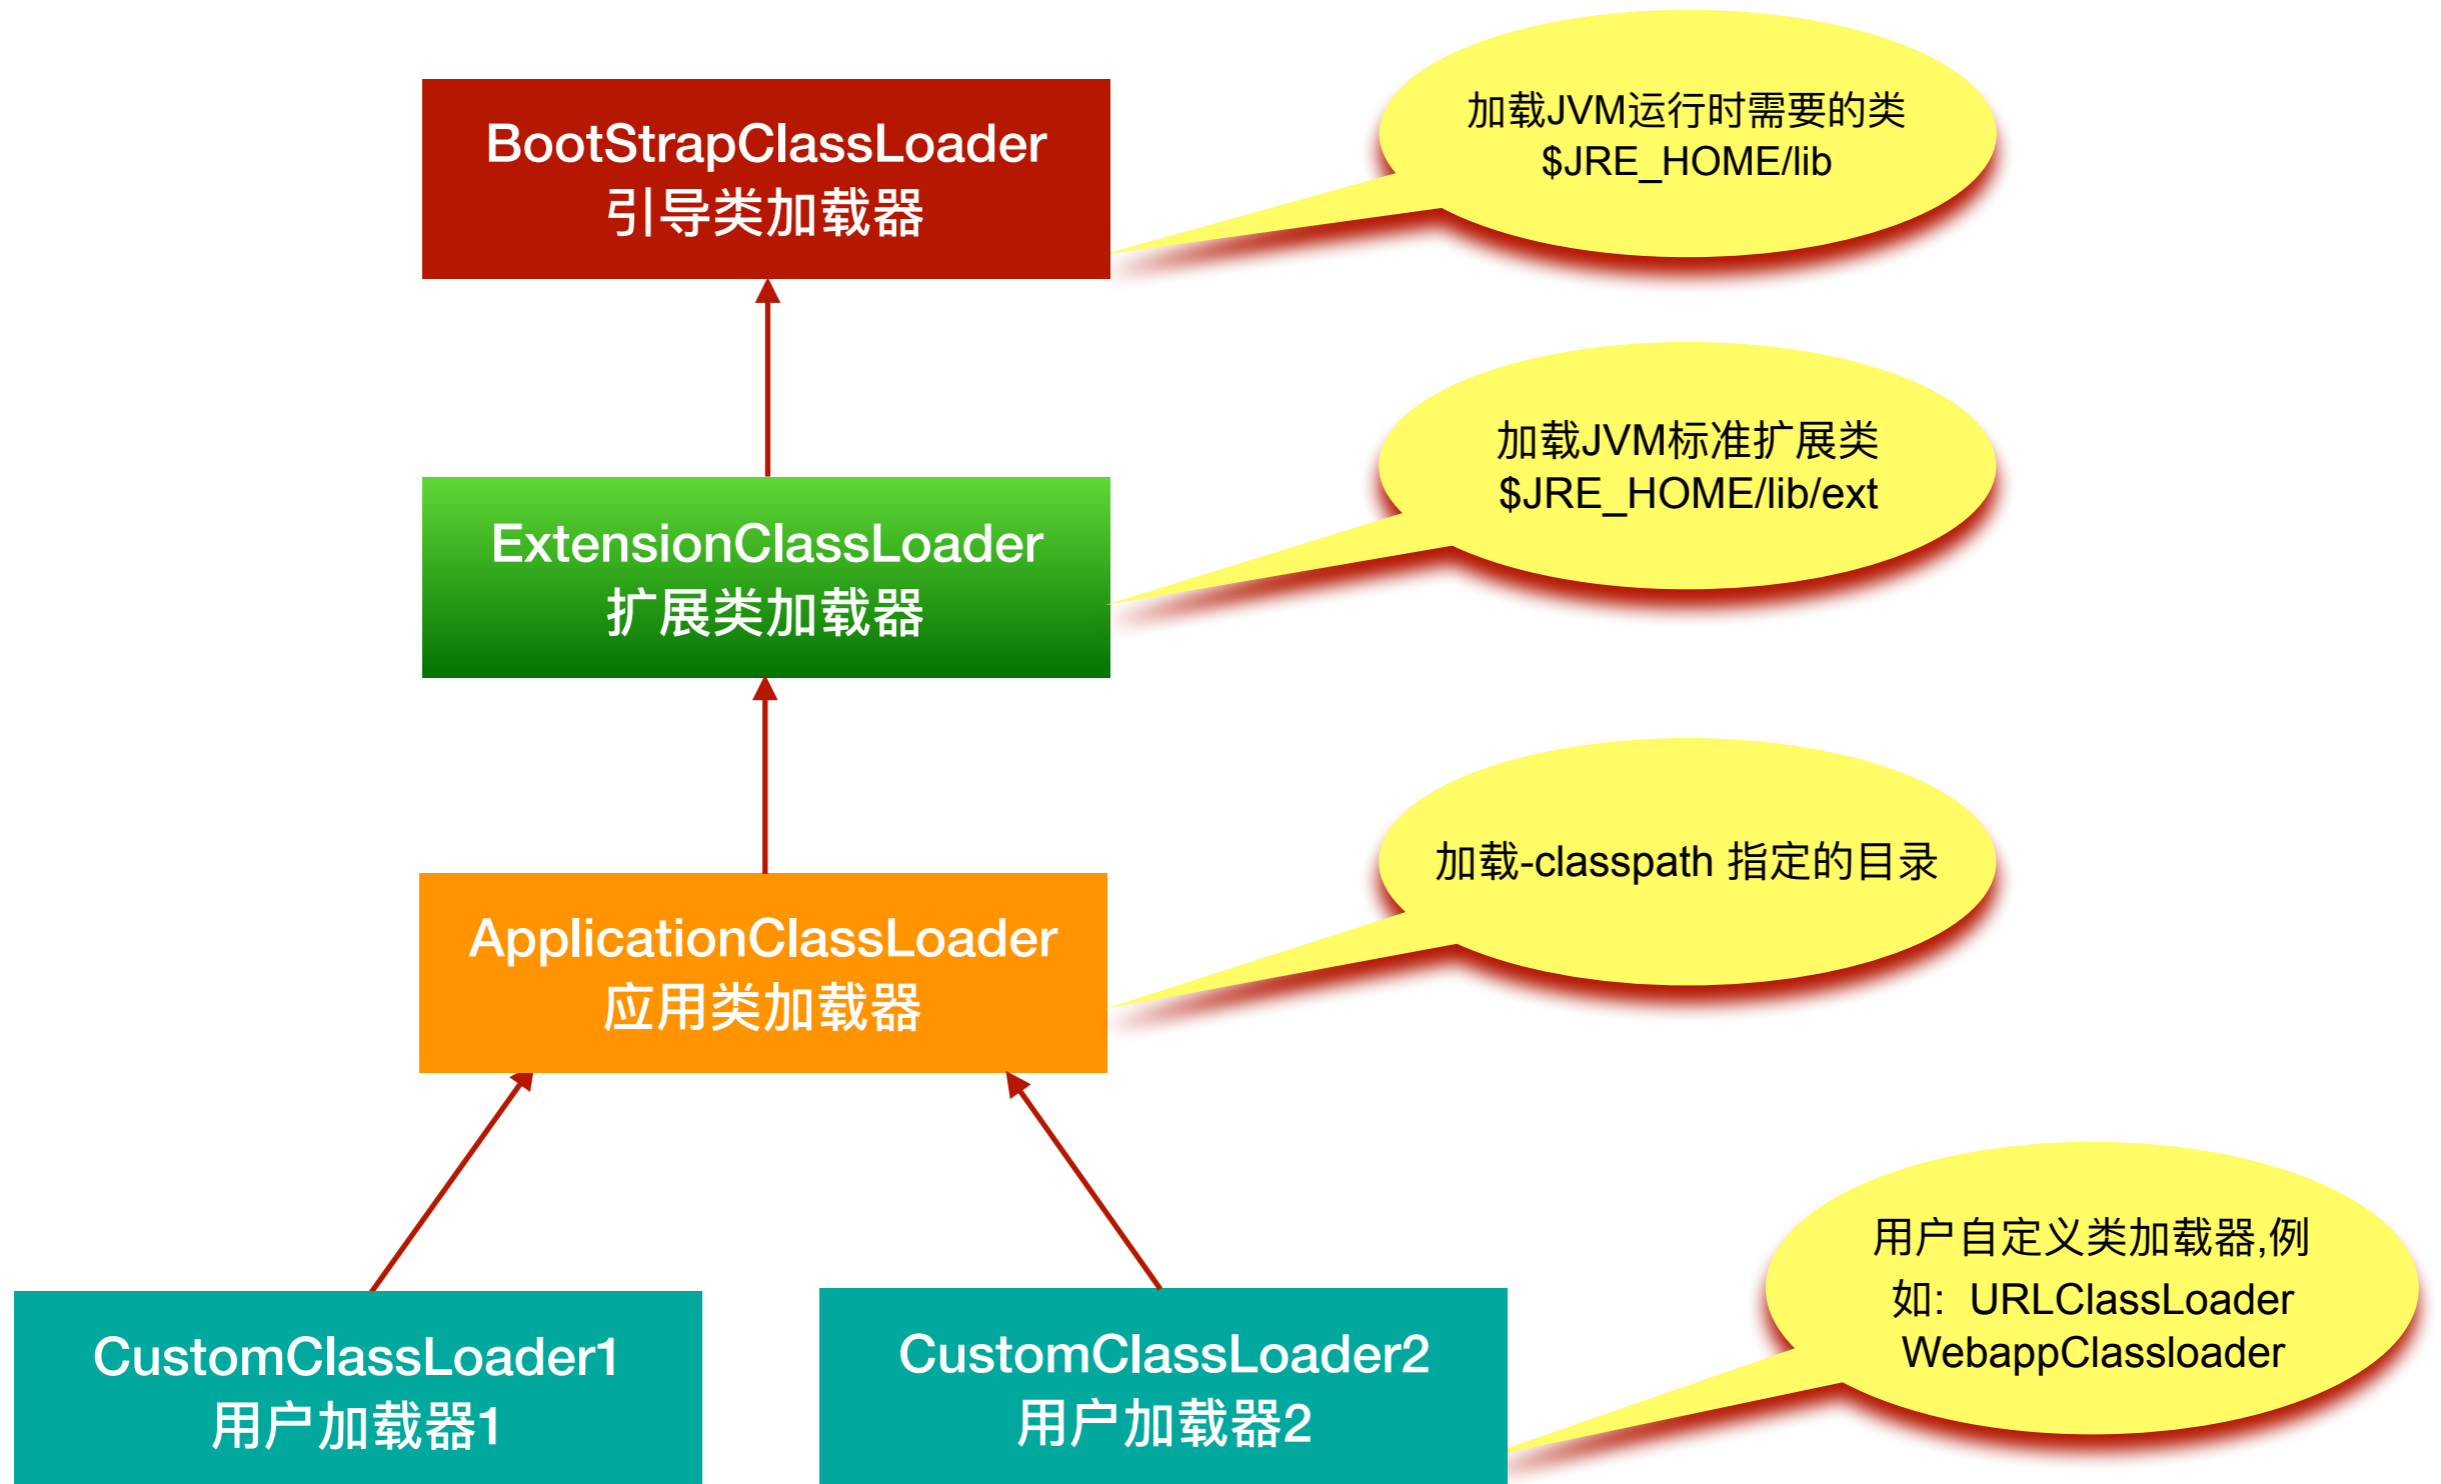 BootStrapClassLoader
引导类加载器
加载JVM运行时需要的类
$JRE_HOME/lib
ExtensionClassLoader
扩展类加载器
加载JVM标准扩展类
$JRE_HOME/lib/ext
ApplicationClassLoader
应用类加载器
加载-classpath 指定的目录
CustomClassLoader1
用户加载器1
CustomClassLoader2
用户加载器2
用户自定义类加载器,例
如: URLClassLoader
WebappClassloader